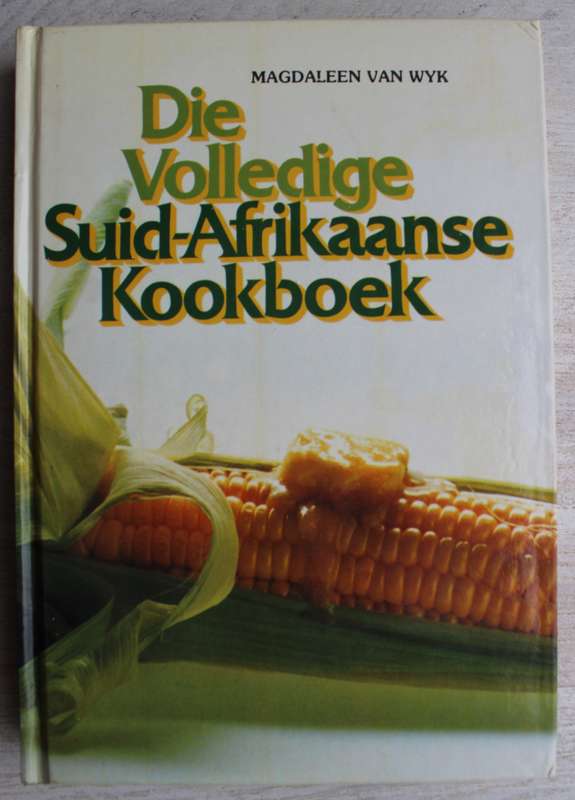 MAGDALEEN VAN WYK
Die
Volledige
Suid-Afrikaanse
Kookboek